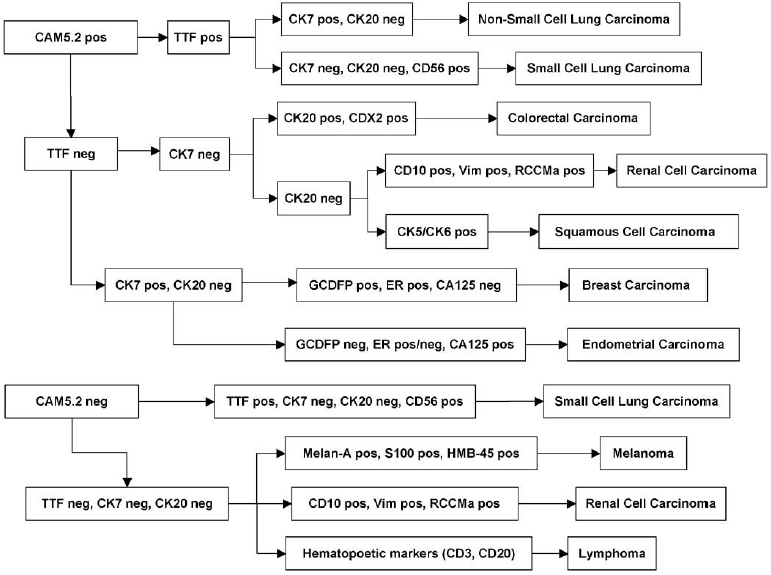 CK7 pos, CK20 neg
Non-Small Cell Lung Carcinoma
CAM5.2 pos
TTF pos
CK7 neg, CK20 neg, CD56 pos
Small Cell Lung Carcinoma
CK20 pos, CDX2 pos
Colorectal Carcinoma
TTF neg
CK7 neg
CD10 pos, Vim pos, RCCMa pos
Renal Cell Carcinoma
CK20 neg
CK5/CK6 pos
Squamous Cell Carcinoma
CK7 pos, CK20 neg
GCDFP pos, ER pos, CA125 neg
Breast Carcinoma
GCDFP neg, ER pos/neg, CA125 pos
Endometrial Carcinoma
CAM5.2 neg
TTF pos, CK7 neg, CK20 neg, CD56 pos
Small Cell Lung Carcinoma
Melan-A pos, S100 pos, HMB-45 pos
Melanoma
TTF neg, CK7 neg, CK20 neg
CD10 pos, Vim pos, RCCMa pos
Renal Cell Carcinoma
Hematopoetic markers (CD3, CD20)
Lymphoma